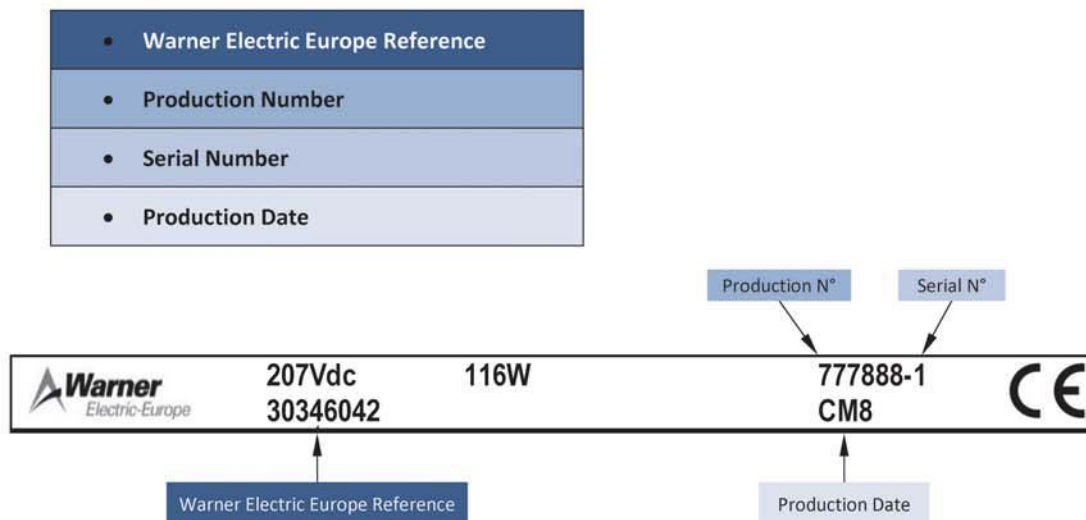 • Warner Electric Europe Reference
• Production Number
• Serial Number
• Production Date
Production N° Serial N°
Warner 207Vdc 116W 777888-1 CE
Electric-Europe 30346042 CM8
Warner Electric Europe Reference Production Date